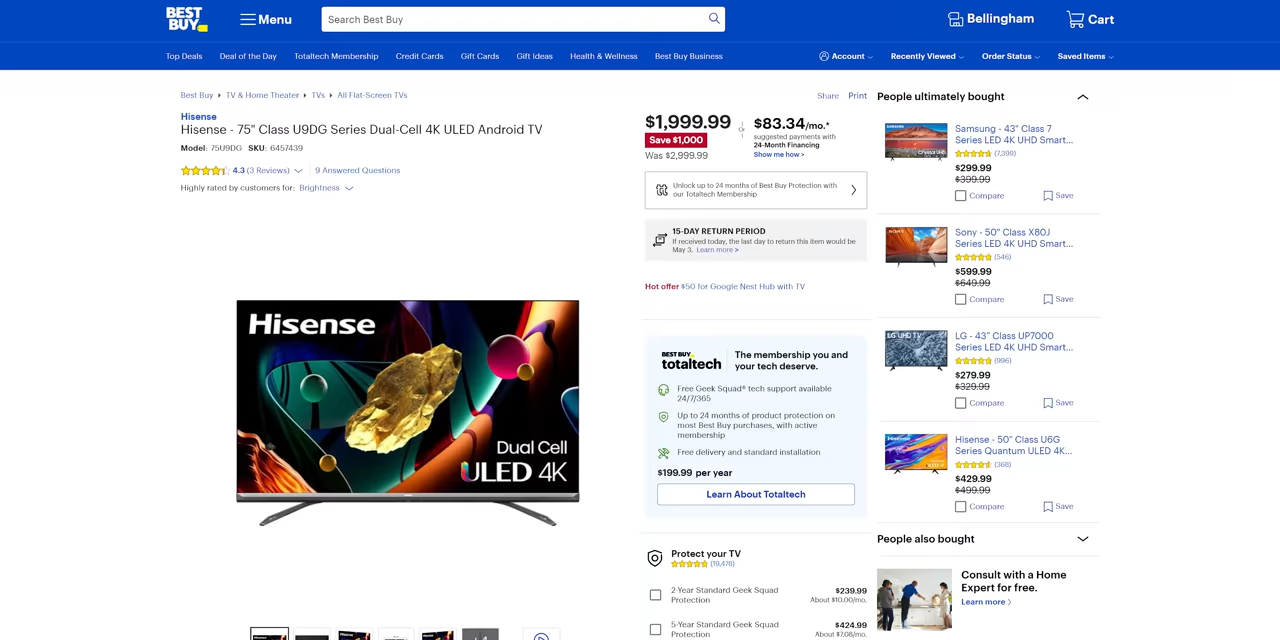 BEST BUY
Menu
Search Best Buy
Bellingham
Cart
Top Deals
Deal of the Day
Totaltech Membership
Credit Cards
Gift Cards
Gift Ideas
Health & Wellness
Best Buy Business
Account
Recently Viewed
Order Status
Saved Items
Best Buy
TV & Home Theater
TVs
All Flat-Screen TVs
Share
Print
Hisense
Hisense - 75" Class U9DG Series Dual-Cell 4K ULED Android TV
Model: 75U9DG SKU: 6457439
4.3 (3 Reviews)
9 Answered Questions
Highly rated by customers for: Brightness
Hisense
Dual Cell
ULED 4K
$1,999.99
Save $1,000
Was $2,999.99
Or
$83.34/mo.*
suggested payments with
24-Month Financing
Show me how >
Unlock up to 24 months of Best Buy Protection with
our Totaltech Membership
15-DAY RETURN PERIOD
If received today, the last day to return this item would be
May 3. Learn more >
Hot offer $50 for Google Nest Hub with TV
BEST BUY
totaltech
The membership you and
your tech deserve.
Free Geek Squad® tech support available
24/7/365
Up to 24 months of product protection on
most Best Buy purchases, with active
membership
Free delivery and standard installation
$199.99 per year
Learn About Totaltech
Protect your TV
(19,478)
2-Year Standard Geek Squad
Protection
$239.99
About $10.00/mo.
5-Year Standard Geek Squad
Protection
$424.99
About $7.08/mo.
People ultimately bought
SAMSUNG
Crystal UHD
Samsung - 43" Class 7
Series LED 4K UHD Smart...
(7,399)
$299.99
$399.99
Compare
Save
SONY
Sony - 50" Class X80J
Series LED 4K UHD Smart...
(546)
$599.99
$649.99
Compare
Save
LG UHD TV
LG - 43" Class UP7000
Series LED 4K UHD Smart...
(996)
$279.99
$329.99
Compare
Save
Hisense
Hisense - 50" Class U6G
Series Quantum ULED 4K...
(368)
$429.99
$499.99
Compare
Save
People also bought
Consult with a Home
Expert for free.
Learn more